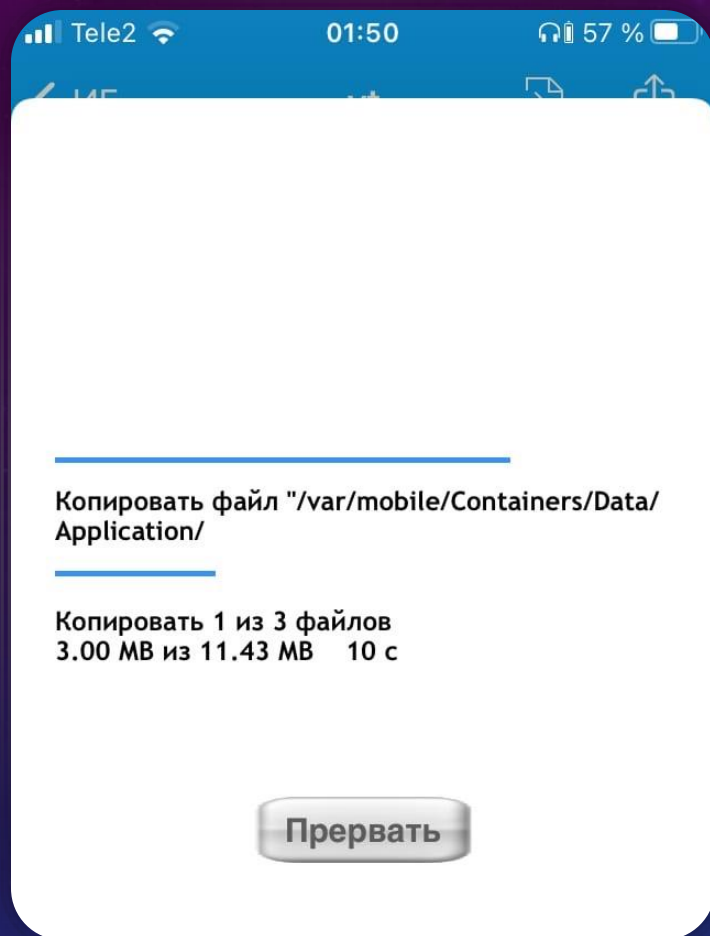 Tele2 01:50 57 %
Копировать файл "/var/mobile/Containers/Data/
Application/
Копировать 1 из 3 файлов
3.00 MB из 11.43 MB 10 с
Прервать